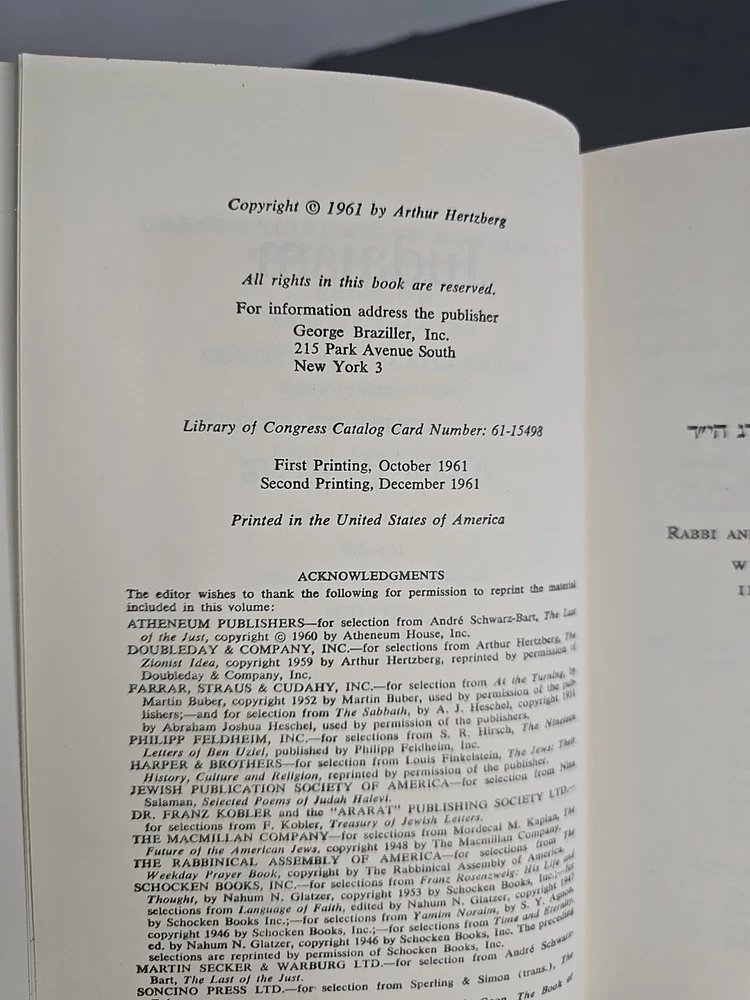 Copyright © 1961 by Arthur Hertzberg
All rights in this book are reserved.
For information address the publisher
George Braziller, Inc.
215 Park Avenue South
New York 3
Library of Congress Catalog Card Number: 61-15498
First Printing, October 1961
Second Printing, December 1961
Printed in the United States of America
ACKNOWLEDGMENTS
The editor wishes to thank the following for permission to reprint the material
included in this volume:
ATHENEUM PUBLISHERS—for selection from André Schwarz-Bart, The Last
of the Just, copyright © 1960 by Atheneum House, Inc.
DOUBLEDAY & COMPANY, INC.—for selections from Arthur Hertzberg, The
Zionist Idea, copyright 1959 by Arthur Hertzberg, reprinted by permission of
Doubleday & Company, Inc.
FARRAR, STRAUS & CUDAHY, INC.—for selection from At the Turning, by
Martin Buber, copyright 1952 by Martin Buber, used by permission of the pub-
lishers;—and for selection from The Sabbath, by A. J. Heschel, copyright 1951
by Abraham Joshua Heschel, used by permission of the publishers.
PHILIPP FELDHEIM, INC.—for selections from S. R. Hirsch, The Nineteen
Letters of Ben Uziel, published by Philipp Feldheim, Inc.
HARPER & BROTHERS—for selection from Louis Finkelstein, The Jews: Their
History, Culture and Religion, reprinted by permission of the publisher.
JEWISH PUBLICATION SOCIETY OF AMERICA—for selection from Nina
Salaman, Selected Poems of Judah Halevi.
DR. FRANZ KOBLER and the "ARARAT" PUBLISHING SOCIETY LTD.—
for selections from F. Kobler, Treasury of Jewish Letters.
THE MACMILLAN COMPANY—for selections from Mordecai M. Kaplan, The
Future of the American Jews, copyright 1948 by The Macmillan Company.
THE RABBINICAL ASSEMBLY OF AMERICA—for selections from The
Weekday Prayer Book, copyright by The Rabbinical Assembly of America.
SCHOCKEN BOOKS, INC.—for selections from Franz Rosenzweig: His Life and
Thought, by Nahum N. Glatzer, copyright 1953 by Schocken Books, Inc.;—for
selections from Language of Faith, edited by Nahum N. Glatzer, copyright 1947
by Schocken Books Inc.;—for selections from Yamim Noraim, by S. Y. Agnon
copyright 1946 by Schocken Books, Inc.;—for selections from Time and Eternity,
ed. by Nahum N. Glatzer, copyright 1946 by Schocken Books, Inc. The preceding
selections are reprinted by permission of Schocken Books, Inc.
MARTIN SECKER & WARBURG LTD.—for selection from André Schwarz-
Bart, The Last of the Just.
SONCINO PRESS LTD.—for selection from Sperling & Simon (trans.), The
The Book of
הי״ד
RABBI AN
W